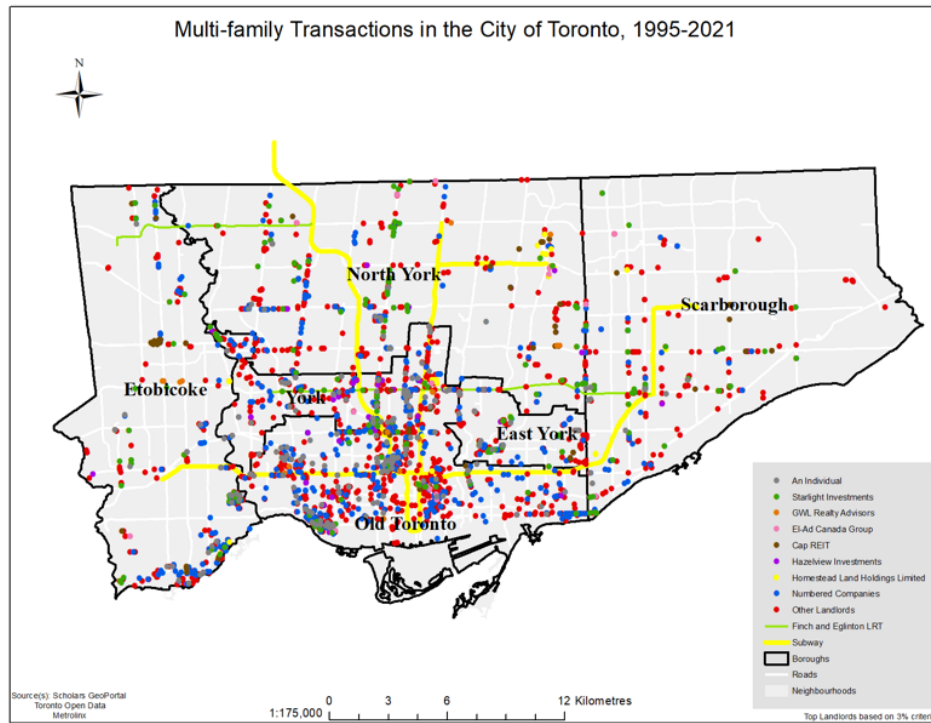 Multi-family Transactions in the City of Toronto, 1995-2021
N
North York
Scarborough
Etobicoke
York
East York
Old Toronto
An Individual
Starlight Investments
GWL Realty Advisors
El-Ad Canada Group
Cap REIT
Hazelview Investments
Homestead Land Holdings Limited
Numbered Companies
Other Landlords
Finch and Eglinton LRT
Subway
Boroughs
Roads
Neighbourhoods
Source(s): Scholars GeoPortal
Toronto Open Data
Metrolinx
1:175,000
0 3 6 12 Kilometres
Top Landlords based on 3% criteri